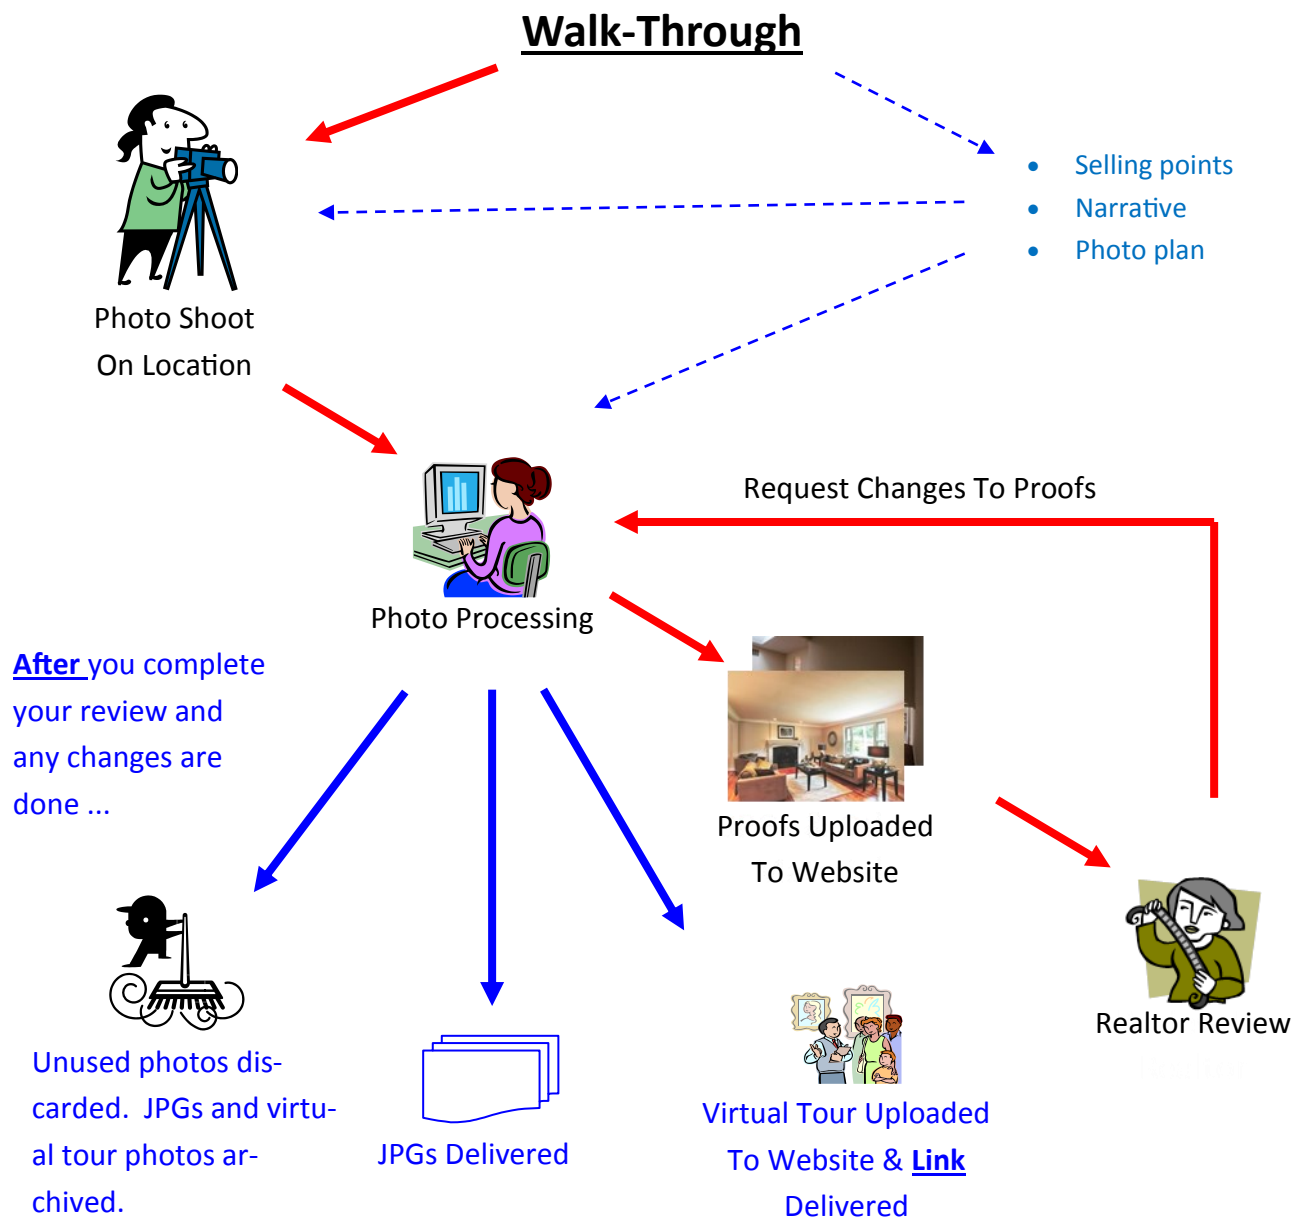 Walk-Through
• Selling points
• Narrative
• Photo plan
Photo Shoot
On Location
Request Changes To Proofs
Photo Processing
After you complete
your review and
any changes are
done ...
Proofs Uploaded
To Website
Realtor Review
Unused photos dis-
carded.  JPGs and virtu-
al tour photos ar-
chived.
JPGs Delivered
Virtual Tour Uploaded
To Website & Link
Delivered